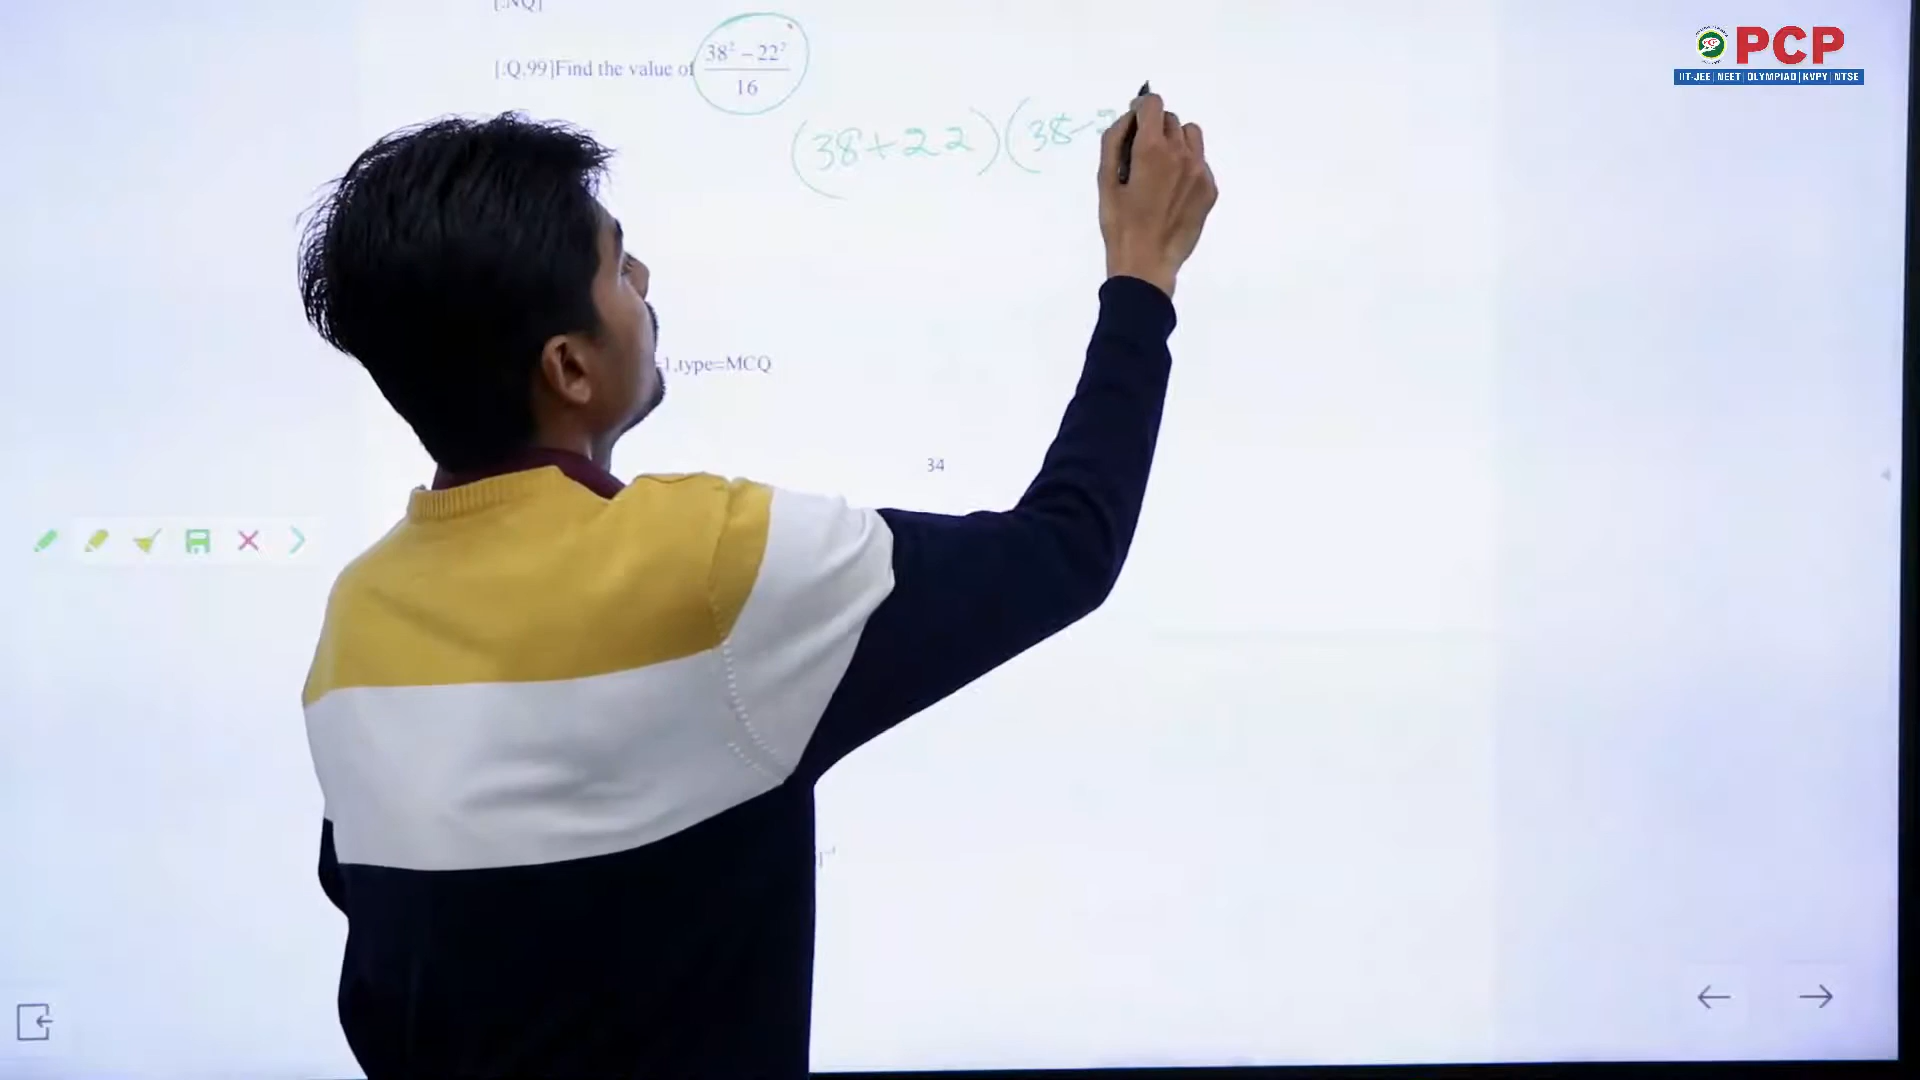 PCP
IIT-JEE | NEET | OLYMPIAD | KVPY | NTSE
[:Q.99]Find the value of 38² − 22² / 16
(38+22)(38-2
=1,type=MCQ
34